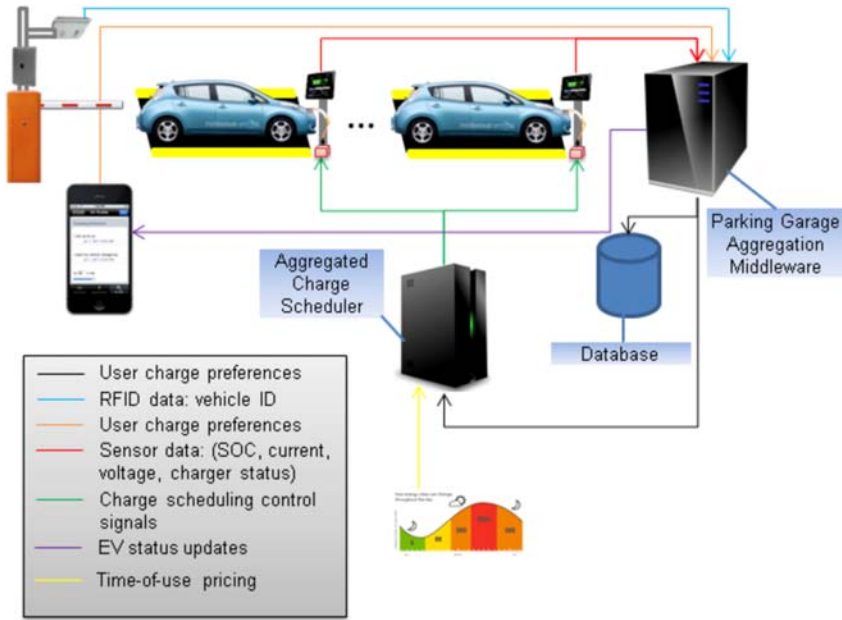 Parking Garage
Aggregation
Middleware
Aggregated
Charge
Scheduler
Database
User charge preferences
RFID data: vehicle ID
User charge preferences
Sensor data: (SOC, current,
voltage, charger status)
Charge scheduling control
signals
EV status updates
Time-of-use pricing